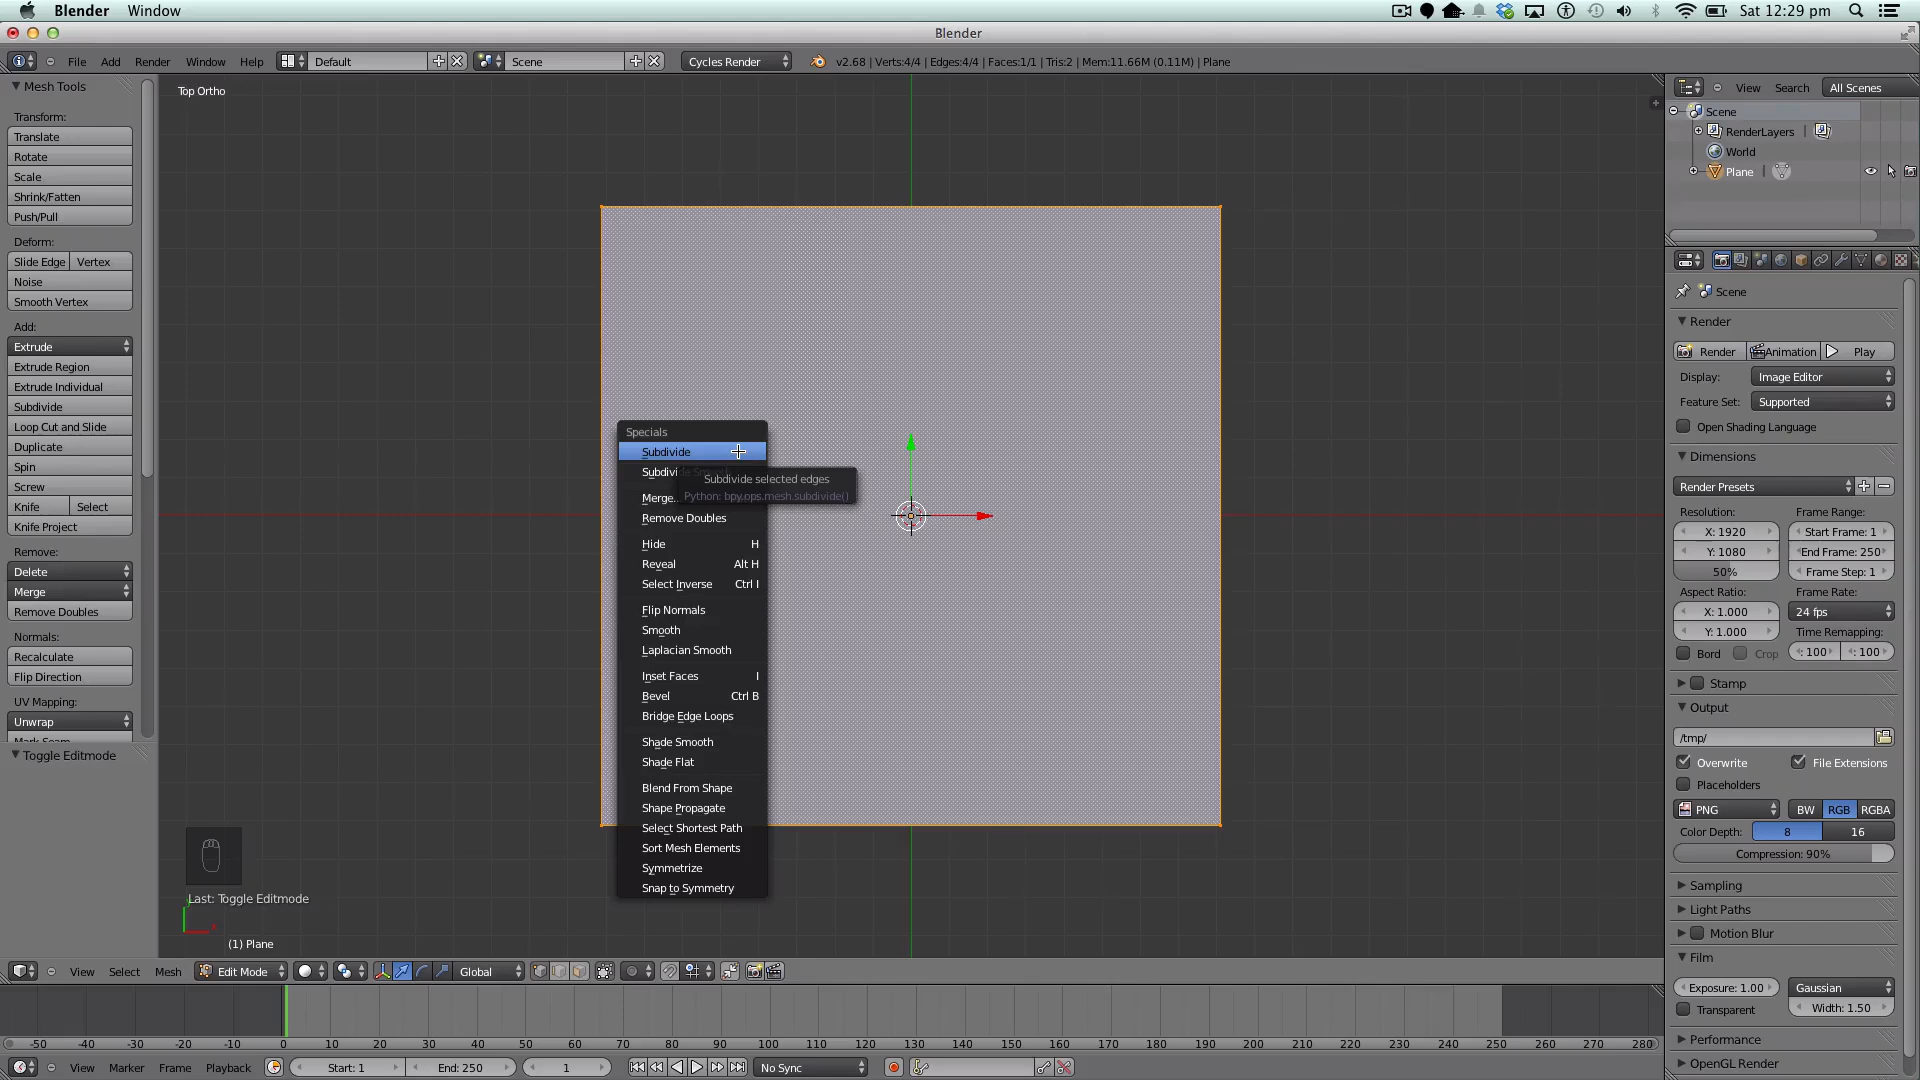 Blender Window
Sat 12:29 pm
Blender
File Add Render Window Help
Default
Scene
Cycles Render
v2.68 | Verts:4/4 | Edges:4/4 | Faces:1/1 | Tris:2 | Mem:11.66M (0.11M) | Plane
Mesh Tools
Transform:
Translate
Rotate
Scale
Shrink/Fatten
Push/Pull
Deform:
Slide Edge Vertex
Noise
Smooth Vertex
Add:
Extrude
Extrude Region
Extrude Individual
Subdivide
Loop Cut and Slide
Duplicate
Spin
Screw
Knife Select
Knife Project
Remove:
Delete
Merge
Remove Doubles
Normals:
Recalculate
Flip Direction
UV Mapping:
Unwrap
Mark Seam
Toggle Editmode
Top Ortho
Specials
Subdivide
Subdivi
Subdivide selected edges
Python: bpy.ops.mesh.subdivide()
Merge..
Remove Doubles
Hide H
Reveal Alt H
Select Inverse Ctrl I
Flip Normals
Smooth
Laplacian Smooth
Inset Faces I
Bevel Ctrl B
Bridge Edge Loops
Shade Smooth
Shade Flat
Blend From Shape
Shape Propagate
Select Shortest Path
Sort Mesh Elements
Symmetrize
Snap to Symmetry
Last: Toggle Editmode
(1) Plane
View Select Mesh
Edit Mode
Global
-50 -40 -30 -20 -10 0 10 20 30 40 50 60 70 80 90 100 110 120 130 140 150 160 170 180 190 200 210 220 230 240 250 260 270 280
View Marker Frame Playback
Start: 1
End: 250
1
No Sync
View Search All Scenes
Scene
RenderLayers |
World
Plane |
Scene
Render
Render Animation Play
Display: Image Editor
Feature Set: Supported
Open Shading Language
Dimensions
Render Presets
Resolution: Frame Range:
X: 1920 Start Frame: 1
Y: 1080 End Frame: 250
50% Frame Step: 1
Aspect Ratio: Frame Rate:
X: 1.000 24 fps
Y: 1.000 Time Remapping:
Bord Crop : 100 : 100
Stamp
Output
/tmp/
Overwrite File Extensions
Placeholders
PNG BW RGB RGBA
Color Depth: 8 16
Compression: 90%
Sampling
Light Paths
Motion Blur
Film
Exposure: 1.00 Gaussian
Transparent Width: 1.50
Performance
OpenGL Render